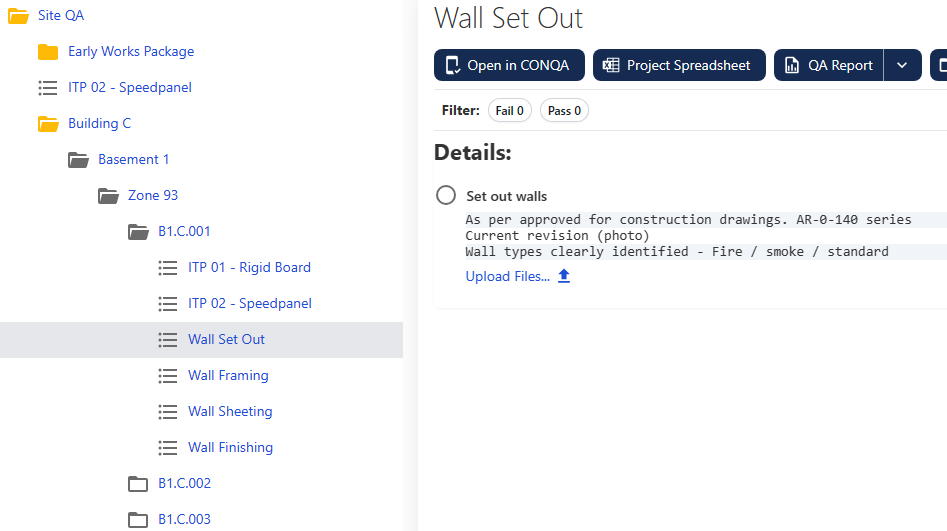 Site QA
Early Works Package
ITP 02 - Speedpanel
Building C
Basement 1
Zone 93
B1.C.001
ITP 01 - Rigid Board
ITP 02 - Speedpanel
Wall Set Out
Wall Framing
Wall Sheeting
Wall Finishing
B1.C.002
B1.C.003
Wall Set Out
Open in CONQA Project Spreadsheet QA Report
Filter: Fail 0 Pass 0
Details:
Set out walls
As per approved for construction drawings. AR-0-140 series
Current revision (photo)
Wall types clearly identified - Fire / smoke / standard
Upload Files...